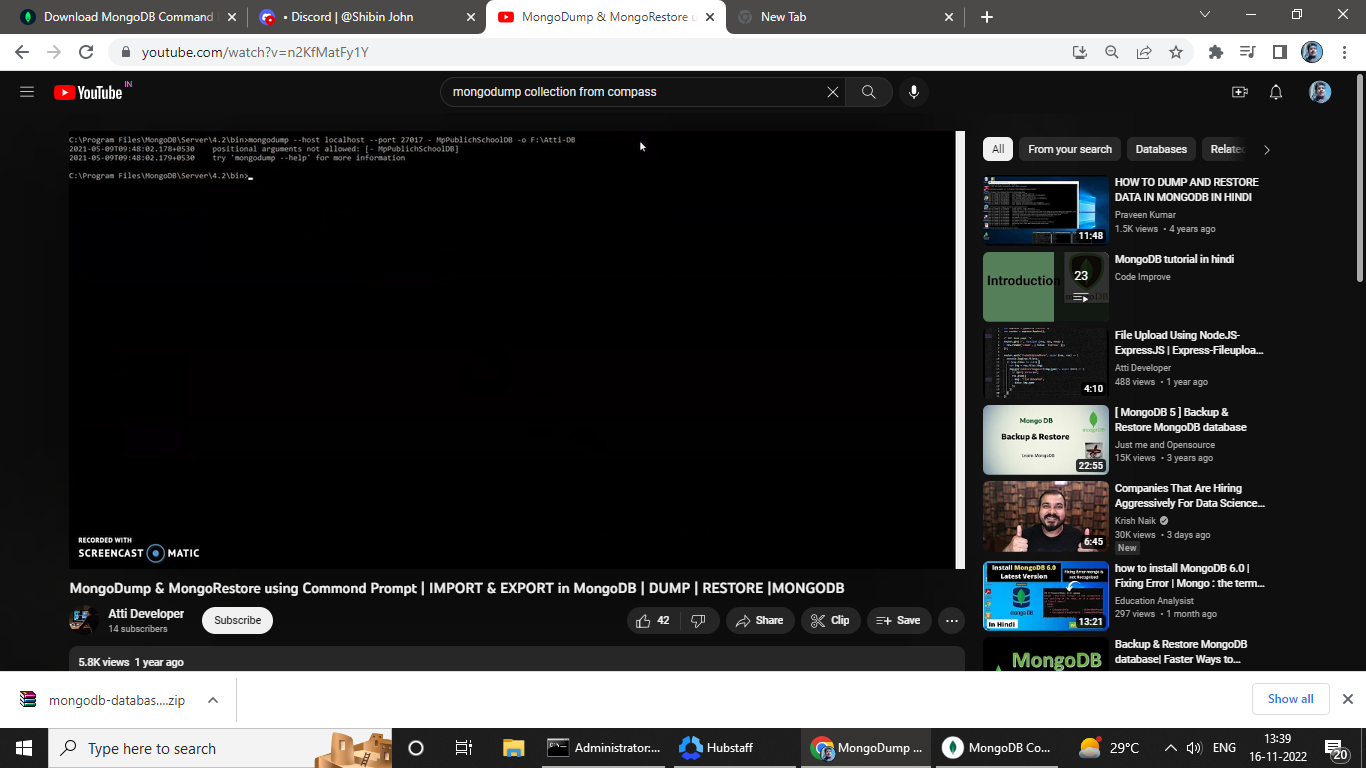 Download MongoDB Command
• Discord | @Shibin John
MongoDump & MongoRestore u
New Tab
youtube.com/watch?v=n2KfMatFy1Y
YouTube IN
mongodump collection from compass
C:\Program Files\MongoDB\Server\4.2\bin>mongodump --host localhost --port 27017 - MpPublichSchoolDB -o F:\Atti-DB
2021-05-09T09:48:02.178+0530 positional arguments not allowed: [- MpPublichSchoolDB]
2021-05-09T09:48:02.179+0530 try 'mongodump --help' for more information
C:\Program Files\MongoDB\Server\4.2\bin>
RECORDED WITH
SCREENCAST MATIC
MongoDump & MongoRestore using Commond Prompt | IMPORT & EXPORT in MongoDB | DUMP | RESTORE |MONGODB
Atti Developer
14 subscribers
Subscribe
42
Share
Clip
Save
5.8K views 1 year ago
All
From your search
Databases
Related
11:48
HOW TO DUMP AND RESTORE
DATA IN MONGODB IN HINDI
Praveen Kumar
1.5K views • 4 years ago
Introduction
23
MongoDB tutorial in hindi
Code Improve
4:10
File Upload Using NodeJS-
ExpressJS | Express-Fileuploa...
Atti Developer
488 views • 1 year ago
Mongo DB
Backup & Restore
Learn MongoDB
22:55
[ MongoDB 5 ] Backup &
Restore MongoDB database
Just me and Opensource
15K views • 3 years ago
6:45
Companies That Are Hiring
Aggressively For Data Science...
Krish Naik
30K views • 3 days ago
New
Install MongoDB 6.0
Latest Version
Fixing Error mongo is
not Recognised
In Hindi
13:21
how to install MongoDB 6.0 |
Fixing Error | Mongo : the term...
Education Analysist
297 views • 1 month ago
MongoDB
Backup & Restore MongoDB
database| Faster Ways to...
mongodb-databas....zip
Show all
Type here to search
Administrator:...
Hubstaff
MongoDump ...
MongoDB Co...
29°C
ENG
13:39
16-11-2022
20